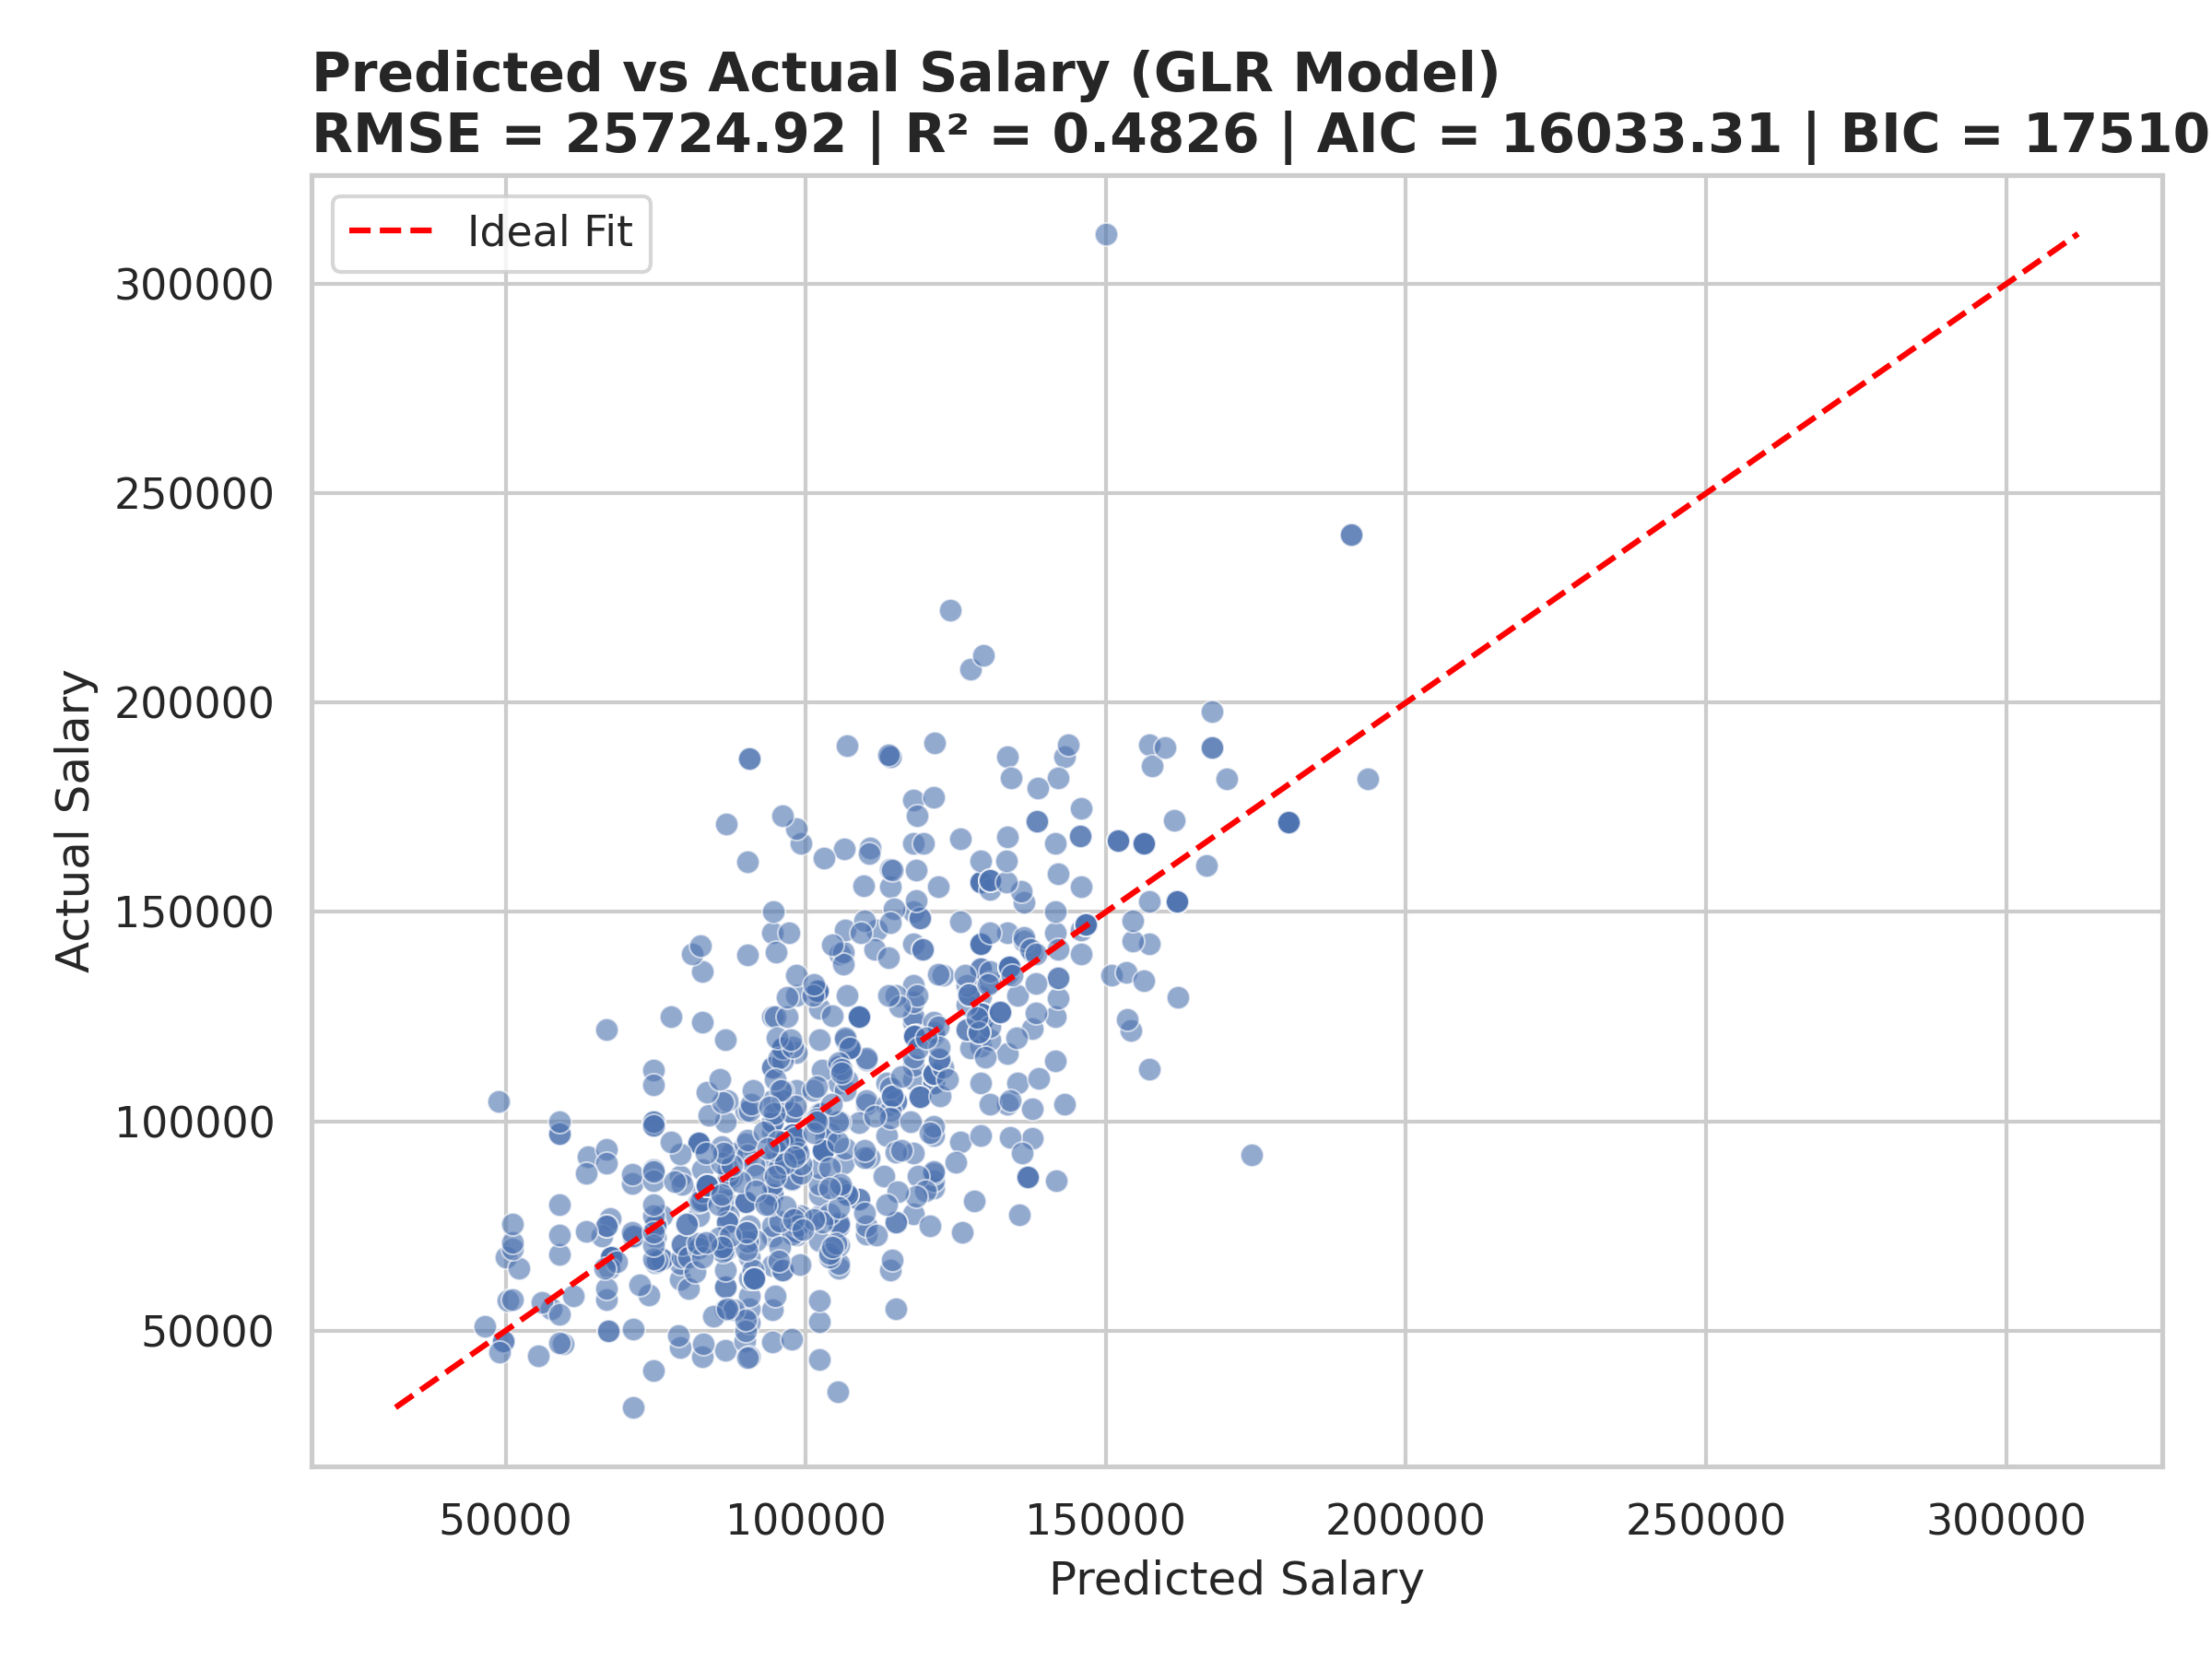 Predicted vs Actual Salary (GLR Model)
RMSE = 25724.92 | R² = 0.4826 | AIC = 16033.31 | BIC = 17510
Ideal Fit
300000
250000
200000
150000
100000
50000
Actual Salary
50000 100000 150000 200000 250000 300000
Predicted Salary